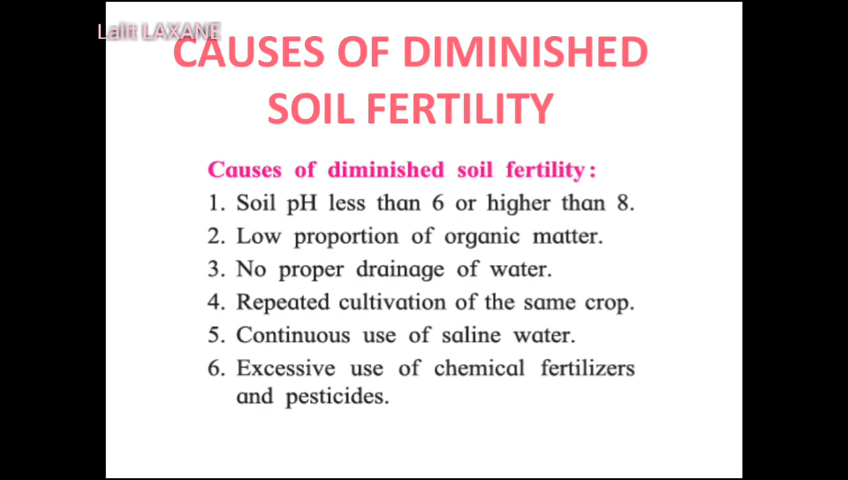 Lalit LAXANE
CAUSES OF DIMINISHED
SOIL FERTILITY
Causes of diminished soil fertility:
1. Soil pH less than 6 or higher than 8.
2. Low proportion of organic matter.
3. No proper drainage of water.
4. Repeated cultivation of the same crop.
5. Continuous use of saline water.
6. Excessive use of chemical fertilizers
and pesticides.